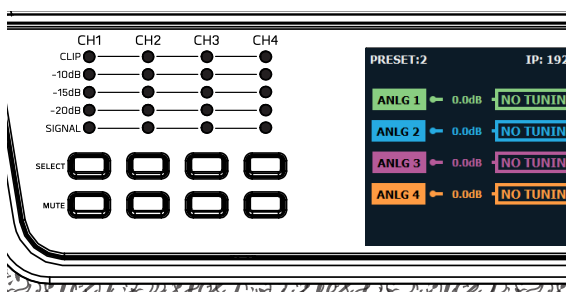 CH1 CH2 CH3 CH4
CLIP
-10dB
-15dB
-20dB
SIGNAL
SELECT
MUTE
PRESET:2 IP: 192
ANLG 1 0.0dB NO TUNIN
ANLG 2 0.0dB NO TUNIN
ANLG 3 0.0dB NO TUNIN
ANLG 4 0.0dB NO TUNIN